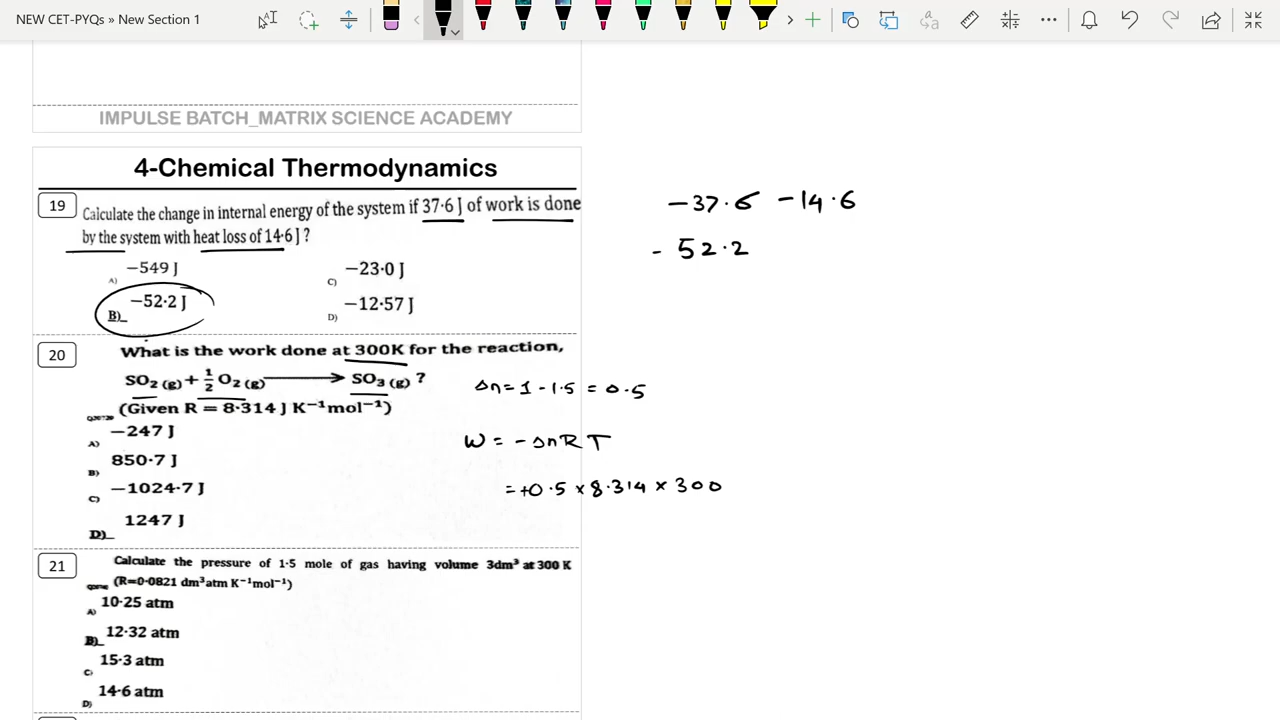 NEW CET-PYQs » New Section 1
IMPULSE BATCH_MATRIX SCIENCE ACADEMY
4-Chemical Thermodynamics
19
Calculate the change in internal energy of the system if 37·6 J of work is done
by the system with heat loss of 14·6 J ?
A) −549 J
C) −23·0 J
B) −52·2 J
D) −12·57 J
−37.6 −14.6
- 52.2
20
What is the work done at 300K for the reaction,
SO₂ (g) + ½ O₂ (g) ⟶ SO₃ (g) ?
(Given R = 8·314 J K⁻¹mol⁻¹)
A) −247 J
B) 850·7 J
C) −1024·7 J
D) 1247 J
Δn = 1 - 1.5 = 0.5
W = - Δn R T
= +0.5 × 8.314 × 300
21
Calculate the pressure of 1·5 mole of gas having volume 3dm³ at 300 K
(R=0·0821 dm³atm K⁻¹mol⁻¹)
A) 10·25 atm
B) 12·32 atm
C) 15·3 atm
D) 14·6 atm